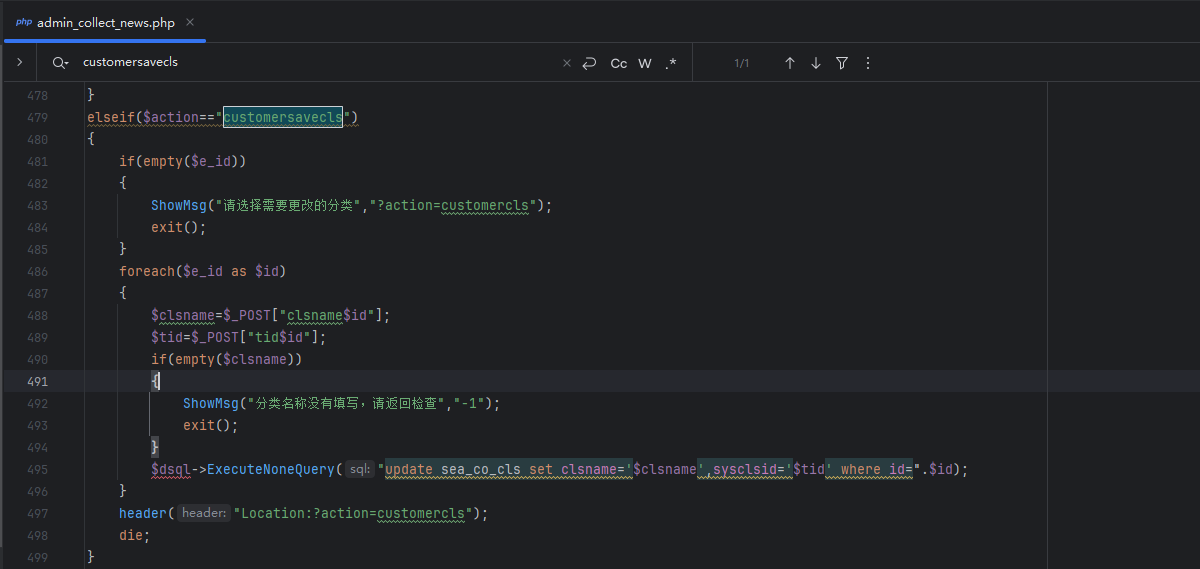 php admin_collect_news.php ×
customersavecls × Cc W .* 1/1
478 }
479 elseif($action=="customersavecls")
480 {
481 if(empty($e_id))
482 {
483 ShowMsg("请选择需要更改的分类","?action=customercls");
484 exit();
485 }
486 foreach($e_id as $id)
487 {
488 $clsname=$_POST["clsname$id"];
489 $tid=$_POST["tid$id"];
490 if(empty($clsname))
491 {
492 ShowMsg("分类名称没有填写，请返回检查","-1");
493 exit();
494 }
495 $dsql->ExecuteNoneQuery( sql: "update sea_co_cls set clsname='$clsname',sysclsid='$tid' where id=".$id);
496 }
497 header( header: "Location:?action=customercls");
498 die;
499 }